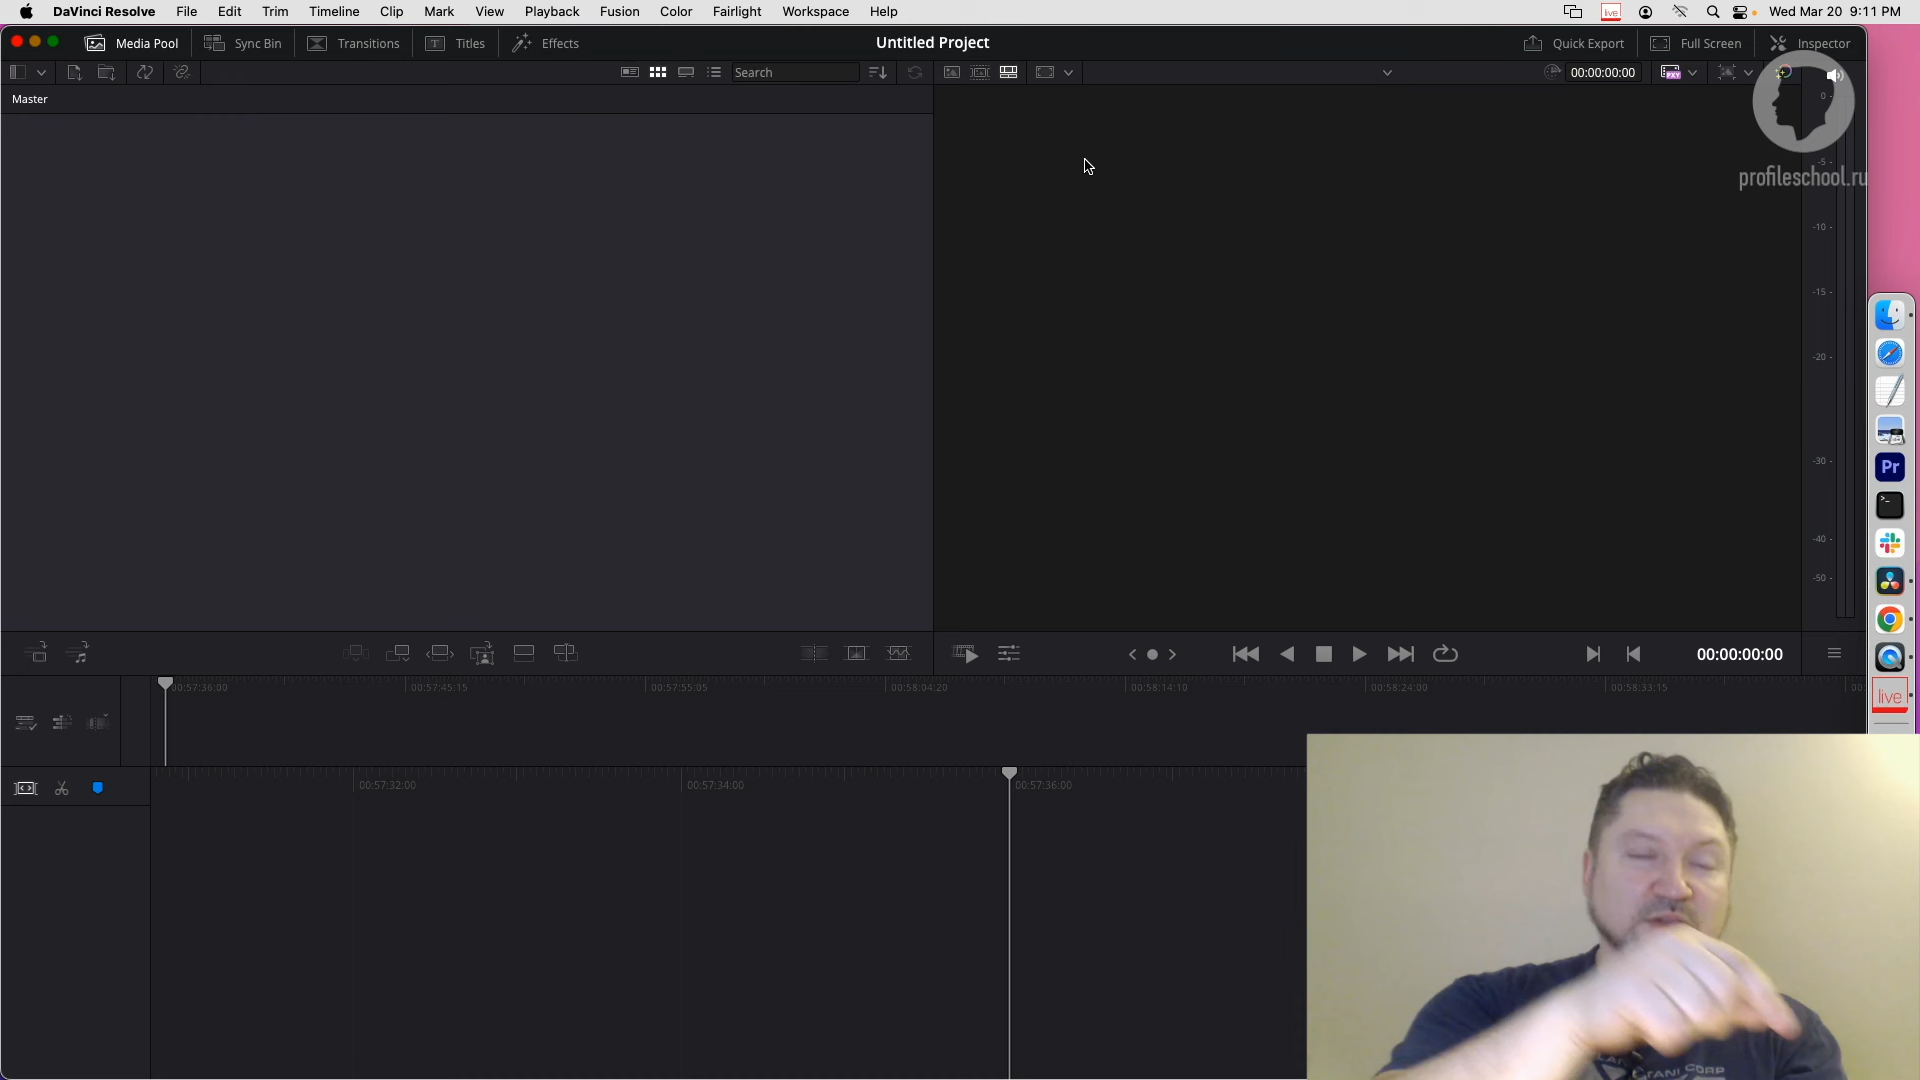 DaVinci Resolve File Edit Trim Timeline Clip Mark View Playback Fusion Color Fairlight Workspace Help live Wed Mar 20 9:11 PM
Media Pool Sync Bin Transitions Titles Effects Untitled Project Quick Export Full Screen Inspector
Search PXY 00:00:00:00
Master
profileschool.ru
0
-5
-10
-15
-20
-30
-40
-50
Pr
live
00:00:00:00
00:57:36:00 00:57:45:15 00:57:55:05 00:58:04:20 00:58:14:10 00:58:24:00 00:58:33:15
00:57:32:00 00:57:34:00 00:57:36:00